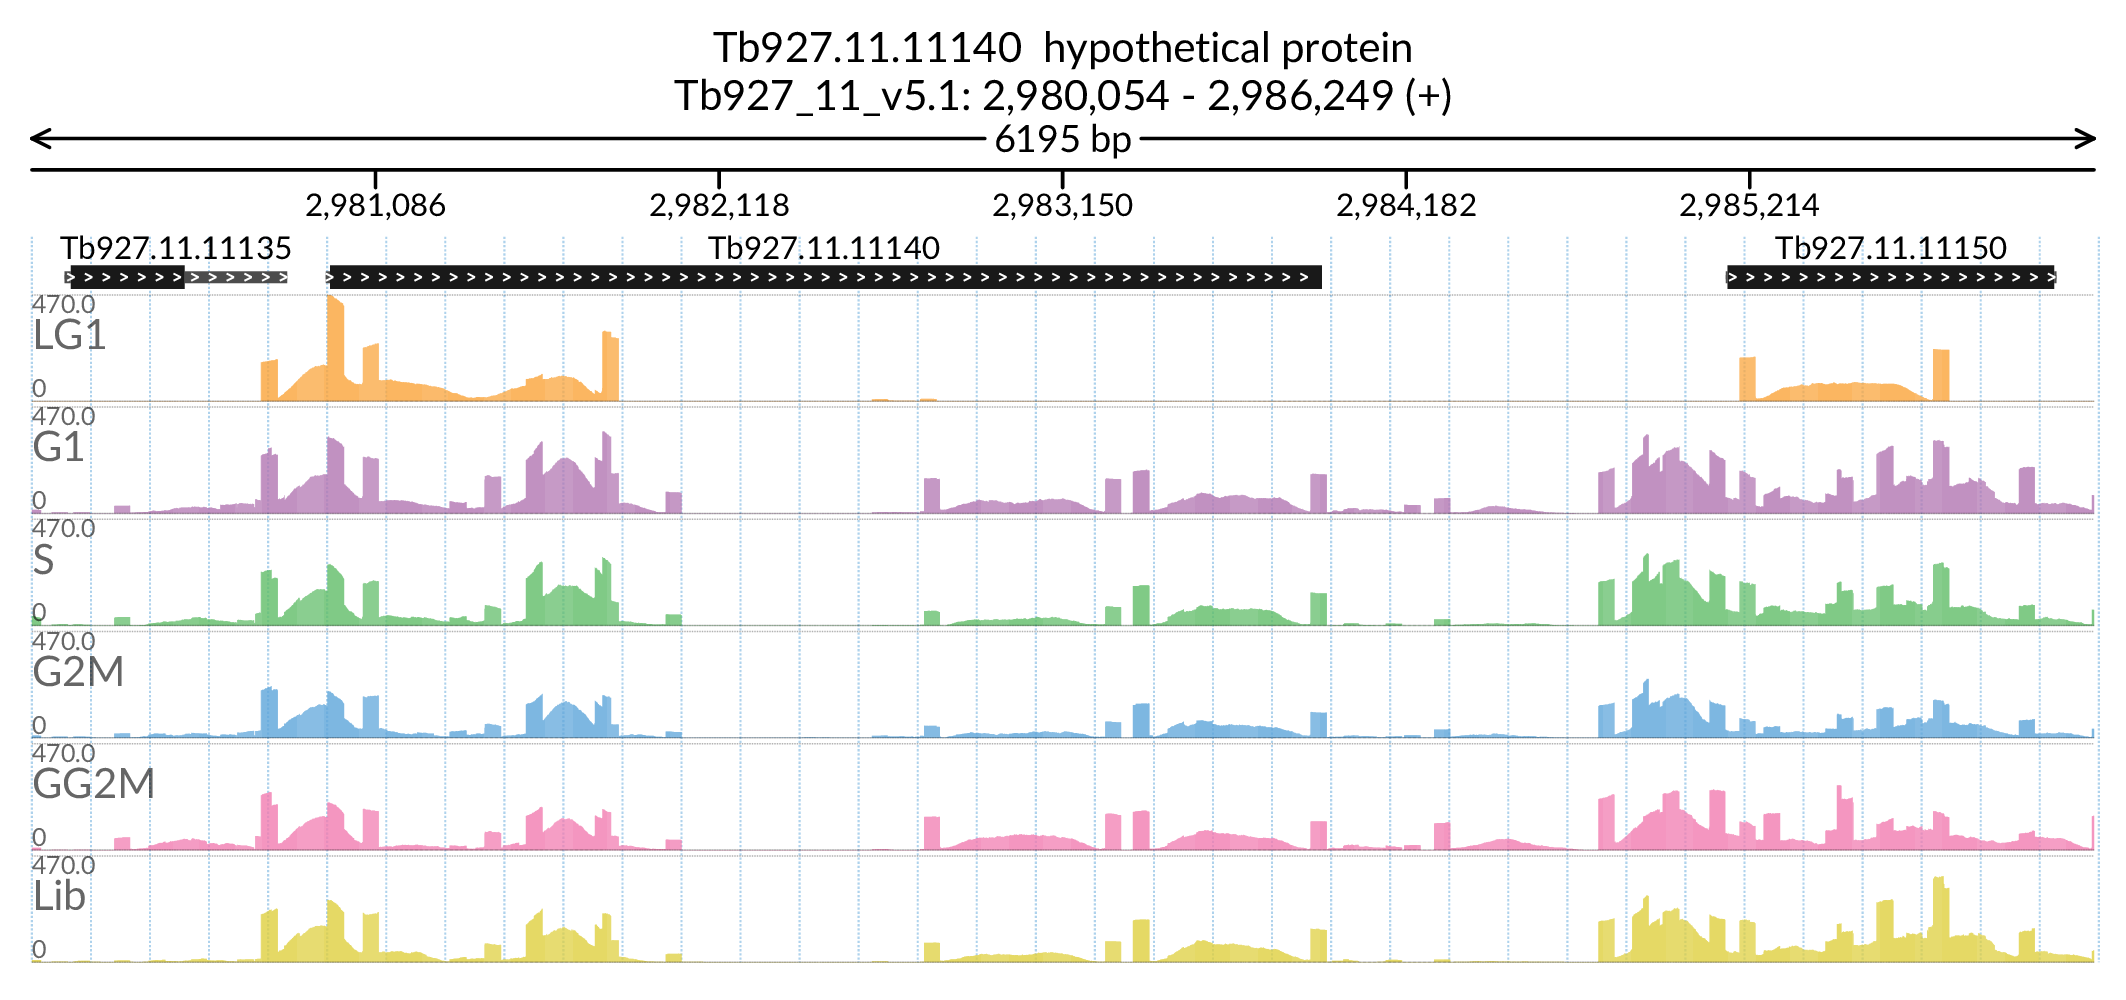 Tb927.11.11140  hypothetical protein
Tb927_11_v5.1: 2,980,054 - 2,986,249 (+)
6195 bp
2,981,086 2,982,118 2,983,150 2,984,182 2,985,214
Tb927.11.11135 Tb927.11.11140 Tb927.11.11150
470.0
LG1
0
470.0
G1
0
470.0
S
0
470.0
G2M
0
470.0
GG2M
0
470.0
Lib
0